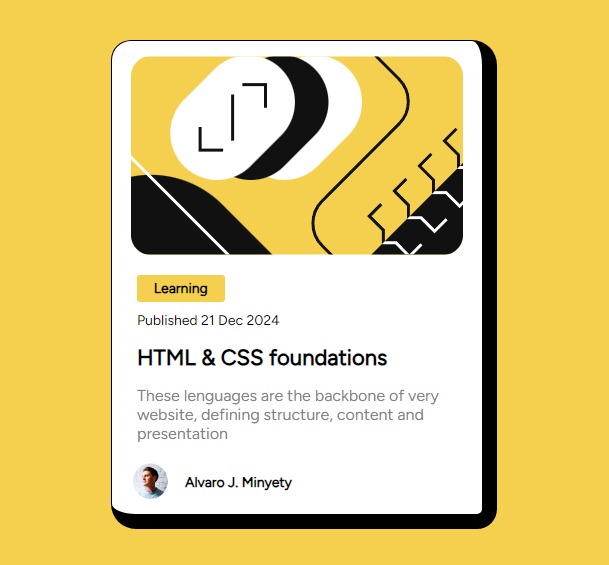 Learning
Published 21 Dec 2024
HTML & CSS foundations
These lenguages are the backbone of very
website, defining structure, content and
presentation
Alvaro J. Minyety